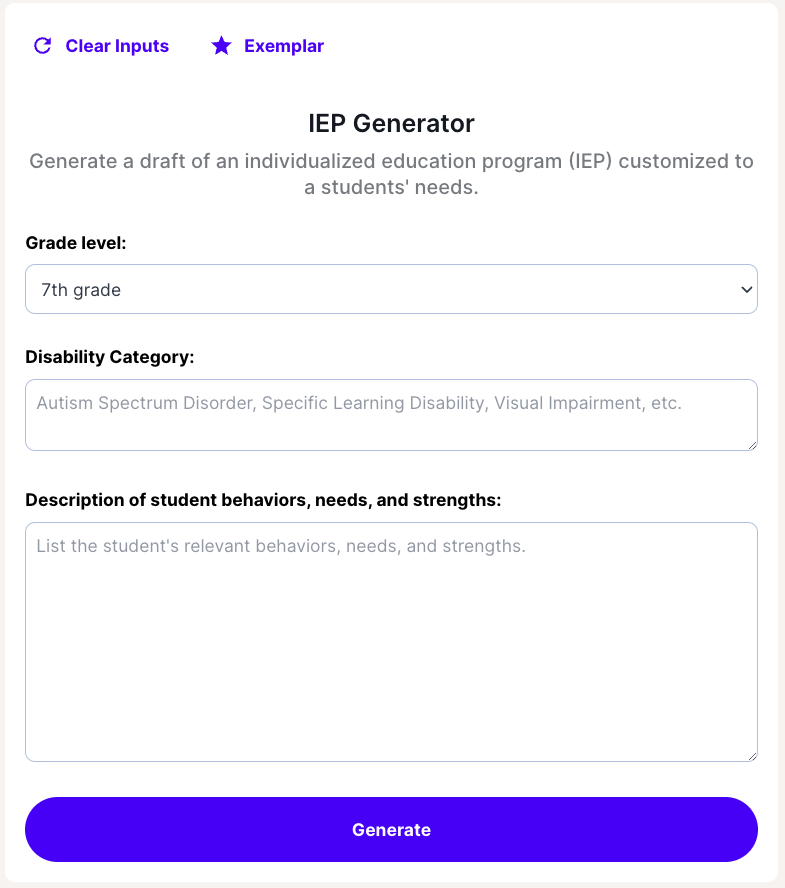 Clear Inputs
Exemplar
IEP Generator
Generate a draft of an individualized education program (IEP) customized to
a students' needs.
Grade level:
7th grade
Disability Category:
Autism Spectrum Disorder, Specific Learning Disability, Visual Impairment, etc.
Description of student behaviors, needs, and strengths:
List the student's relevant behaviors, needs, and strengths.
Generate